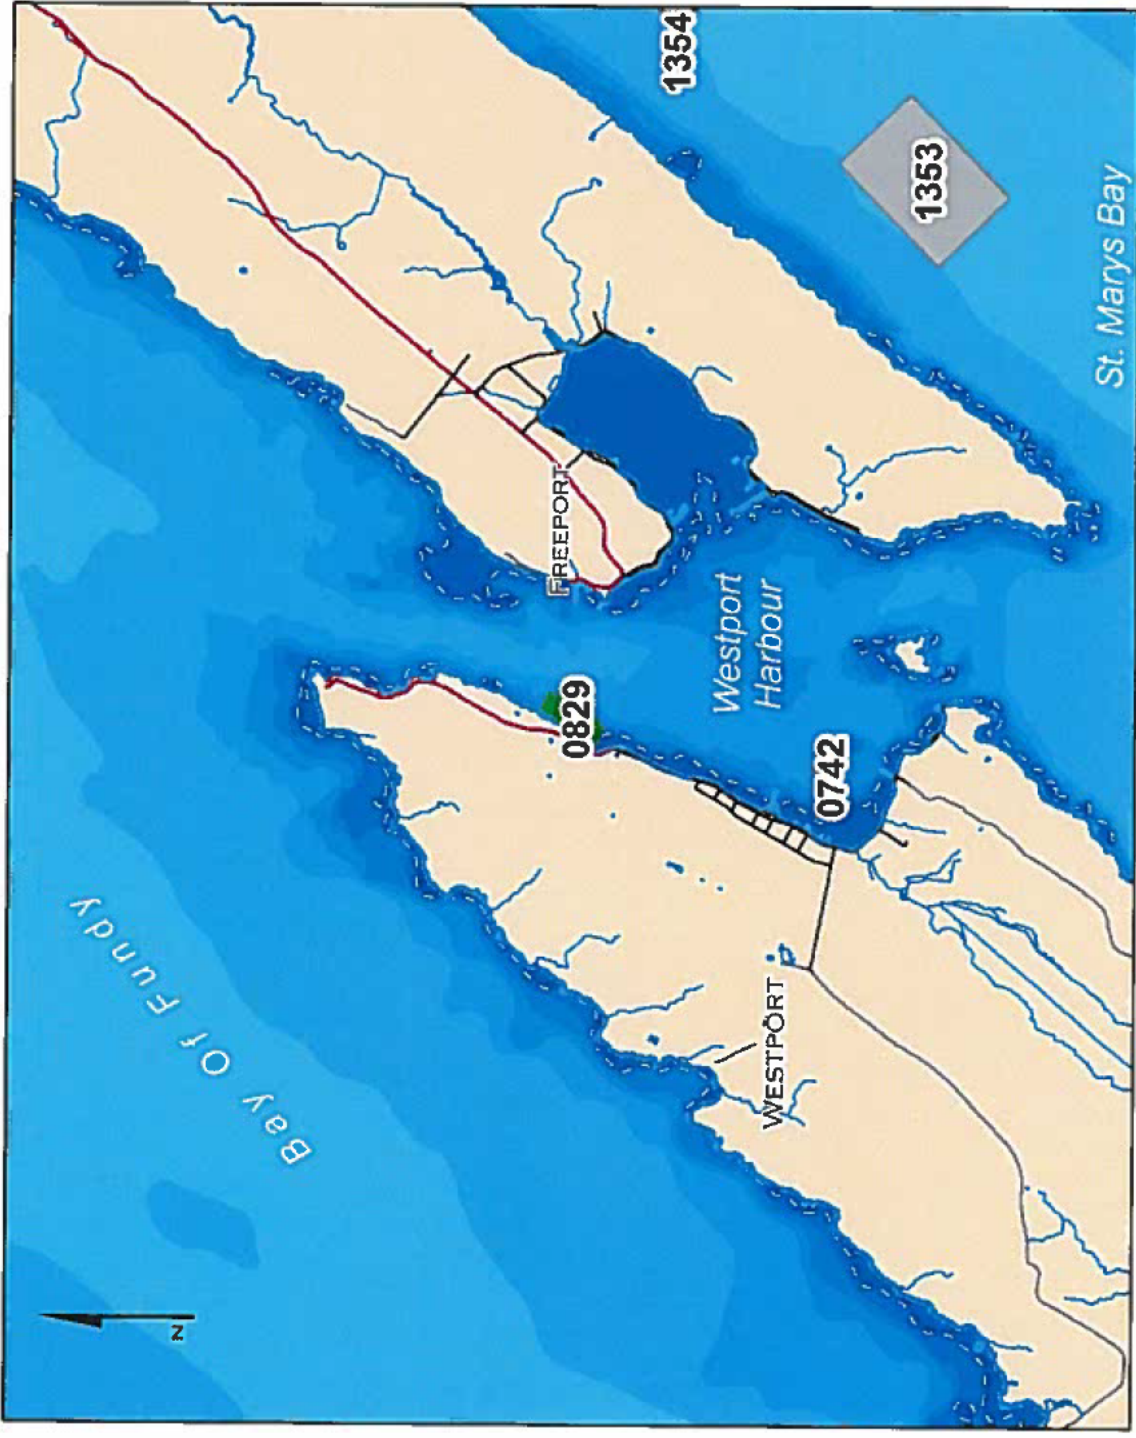 1354
1353
St. Marys Bay
FREEPORT
Westport
Harbour
0829
0742
Bay Of Fundy
WESTPORT
N